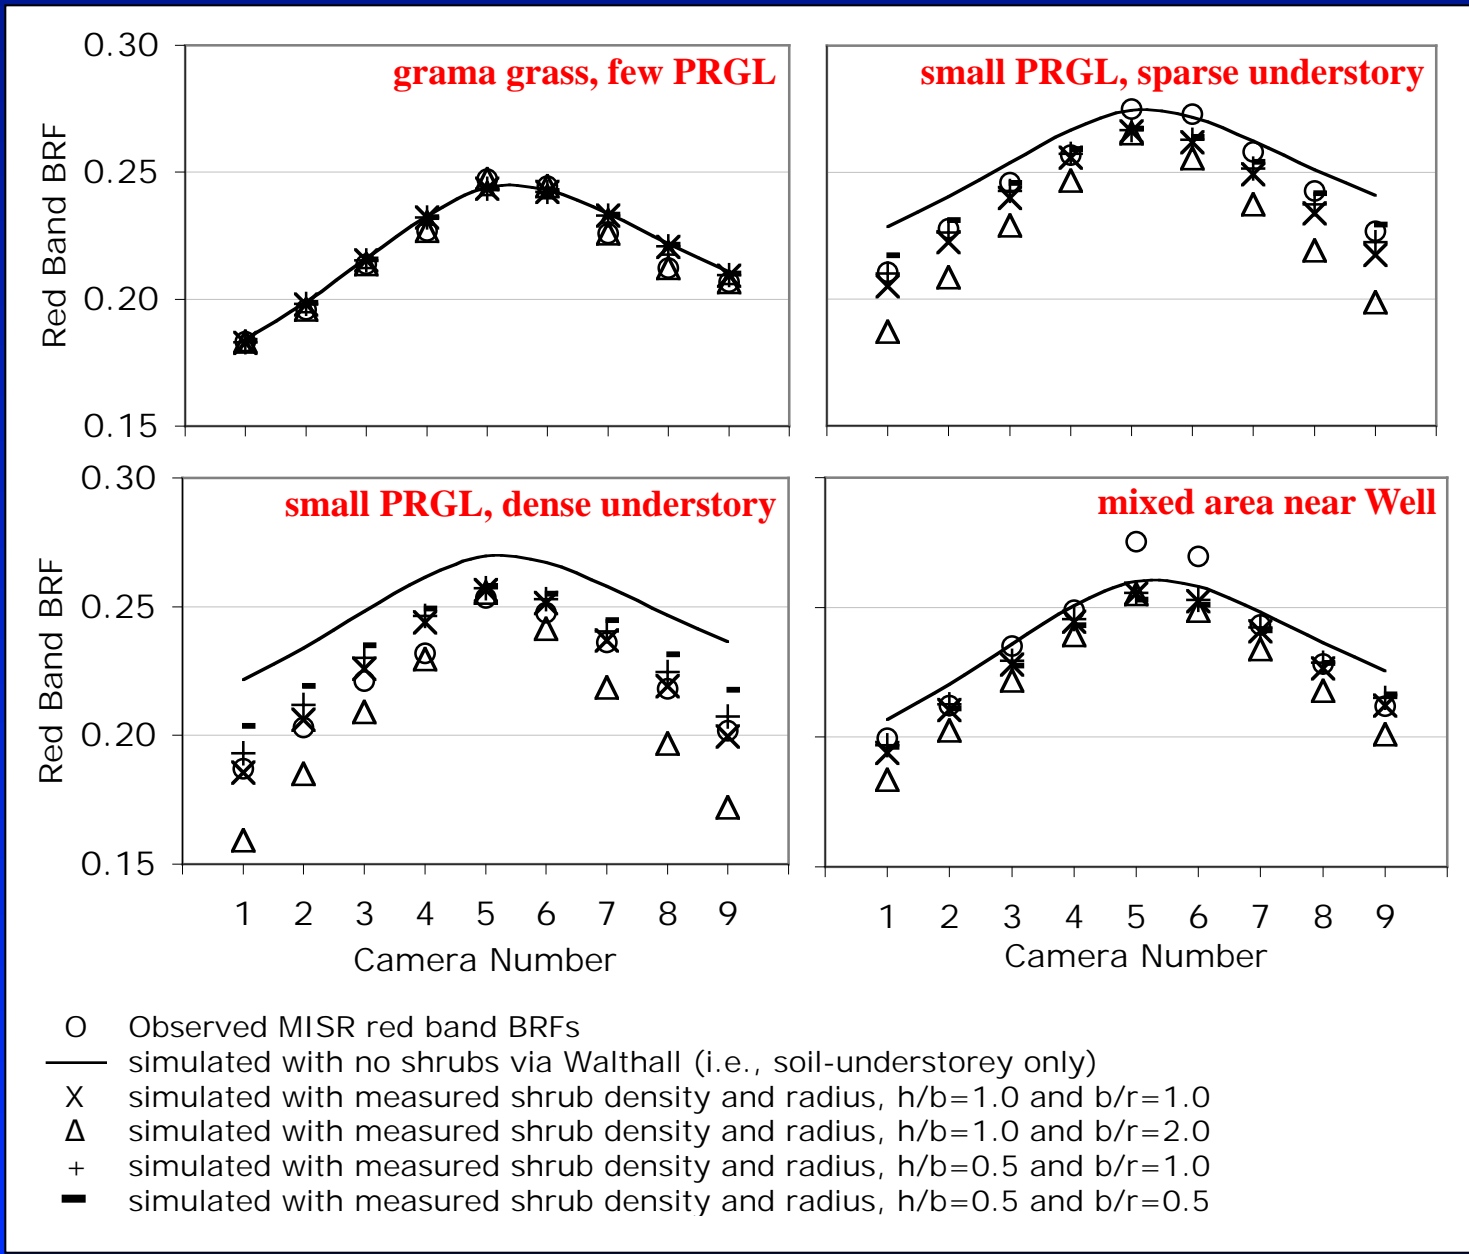 0.30
grama grass, few PRGL
small PRGL, sparse understory
Red Band BRF
0.25
0.20
0.15
0.30
small PRGL, dense understory
mixed area near Well
Red Band BRF
0.25
0.20
0.15
1 2 3 4 5 6 7 8 9
1 2 3 4 5 6 7 8 9
Camera Number
Camera Number
O Observed MISR red band BRFs
simulated with no shrubs via Walthall (i.e., soil-understorey only)
X simulated with measured shrub density and radius, h/b=1.0 and b/r=1.0
Δ simulated with measured shrub density and radius, h/b=1.0 and b/r=2.0
+ simulated with measured shrub density and radius, h/b=0.5 and b/r=1.0
- simulated with measured shrub density and radius, h/b=0.5 and b/r=0.5